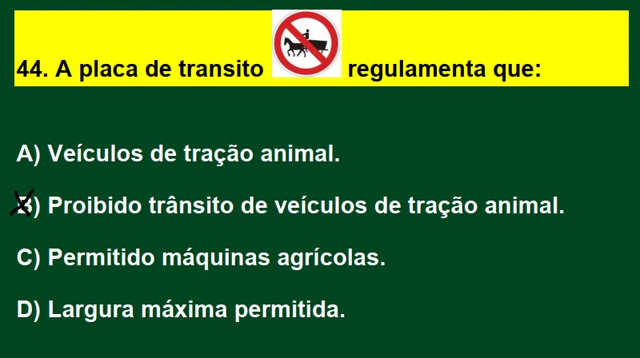 44. A placa de transito regulamenta que:
A) Veículos de tração animal.
B) Proibido trânsito de veículos de tração animal.
C) Permitido máquinas agrícolas.
D) Largura máxima permitida.